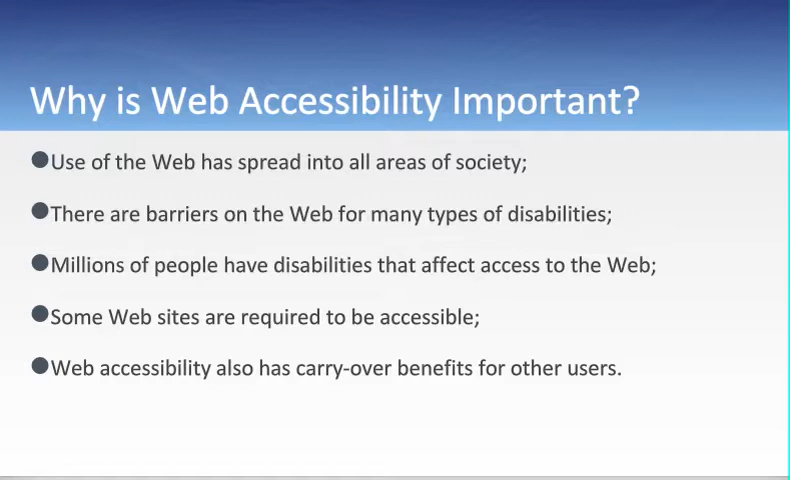 Why is Web Accessibility Important?
●Use of the Web has spread into all areas of society;
●There are barriers on the Web for many types of disabilities;
●Millions of people have disabilities that affect access to the Web;
●Some Web sites are required to be accessible;
●Web accessibility also has carry-over benefits for other users.